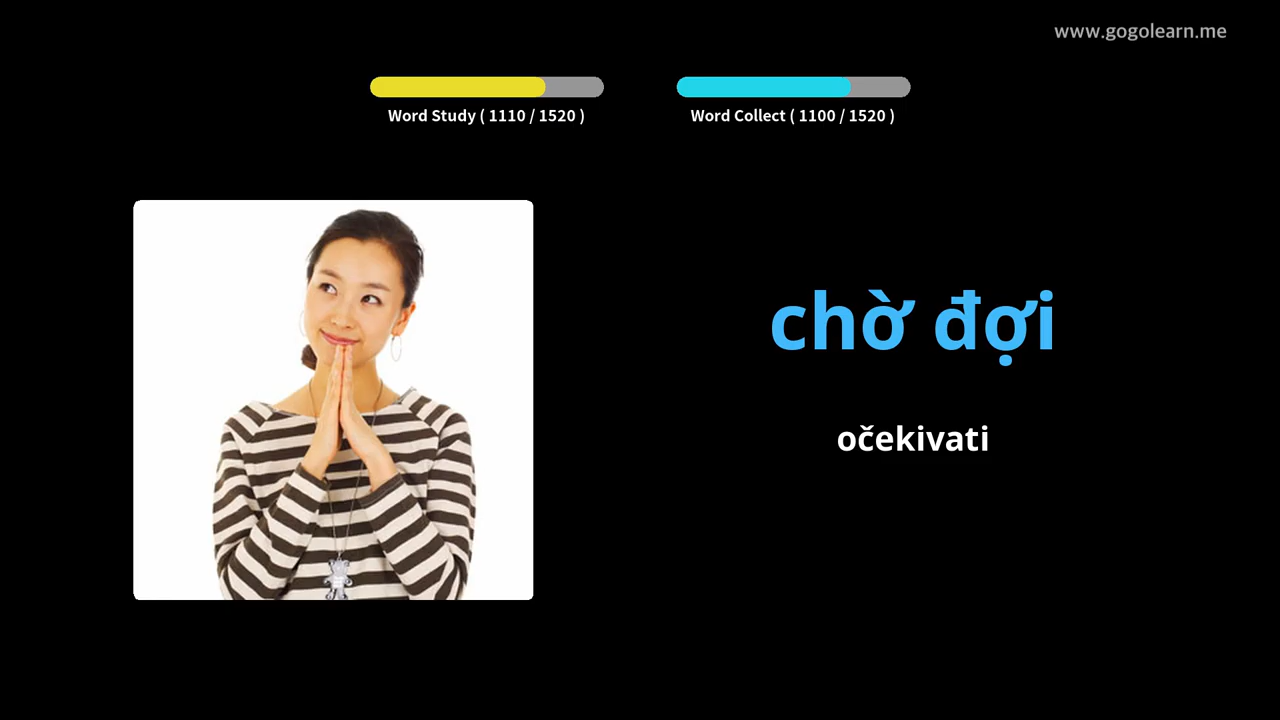 www.gogolearn.me
Word Study ( 1110 / 1520 )
Word Collect ( 1100 / 1520 )
chờ đợi
očekivati